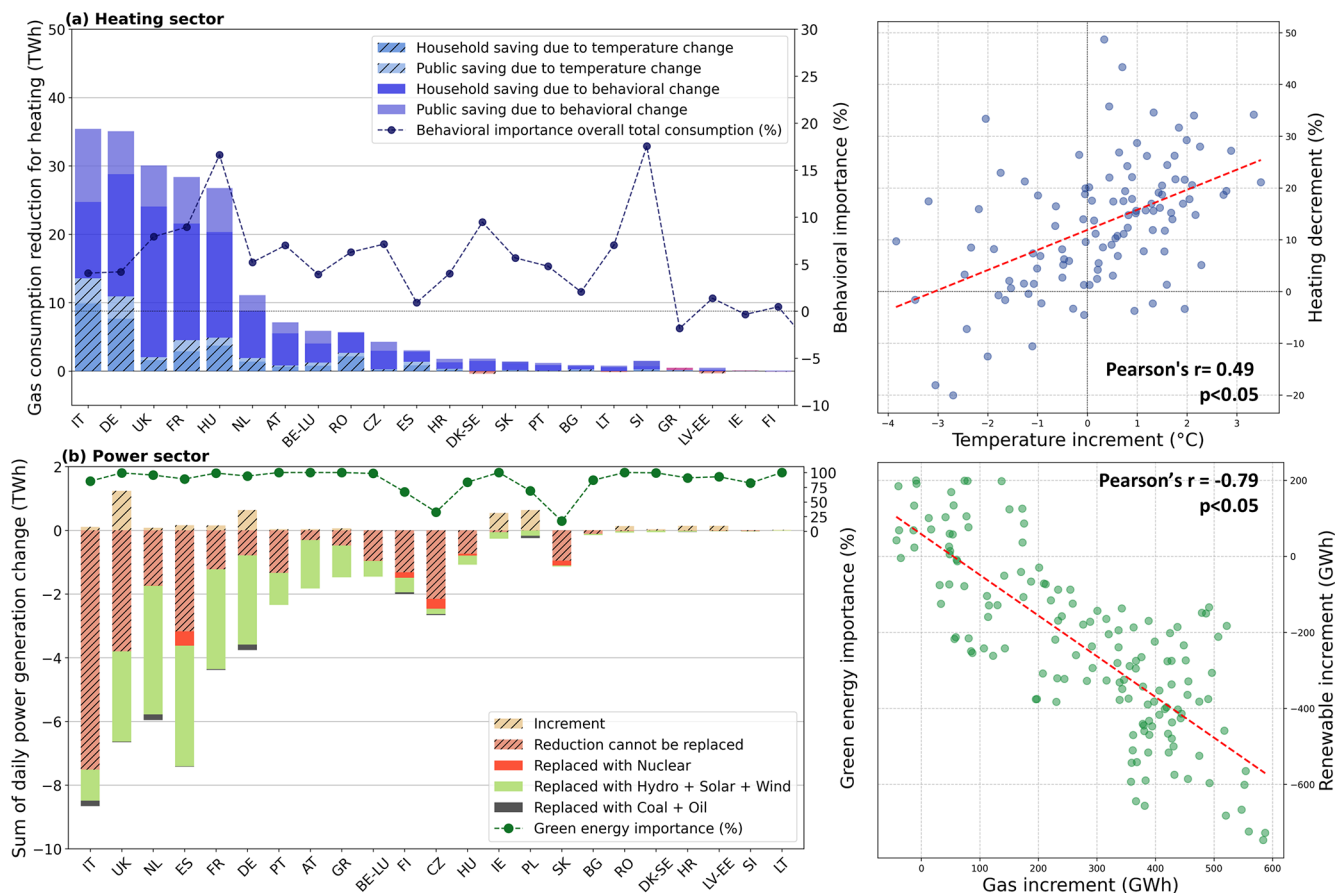 (a) Heating sector
Gas consumption reduction for heating (TWh)
50
40
30
20
10
0
Household saving due to temperature change
Public saving due to temperature change
Household saving due to behavioral change
Public saving due to behavioral change
Behavioral importance overall total consumption (%)
30
25
20
15
10
5
0
−5
−10
Behavioral importance (%)
IT
DE
UK
FR
HU
NL
AT
BE-LU
RO
CZ
ES
HR
DK-SE
SK
PT
BG
LT
SI
GR
LV-EE
IE
FI
50
40
30
20
10
0
−10
−20
Heating decrement (%)
Pearson's r= 0.49
p<0.05
−4
−3
−2
−1
0
1
2
3
Temperature increment (°C)
(b) Power sector
Sum of daily power generation change (TWh)
2
0
−2
−4
−6
−8
−10
100
75
50
25
0
Green energy importance (%)
Increment
Reduction cannot be replaced
Replaced with Nuclear
Replaced with Hydro + Solar + Wind
Replaced with Coal + Oil
Green energy importance (%)
IT
UK
NL
ES
FR
DE
PT
AT
GR
BE-LU
FI
CZ
HU
IE
PL
SK
BG
RO
DK-SE
HR
LV-EE
SI
LT
Pearson’s r = -0.79
p<0.05
200
0
−200
−400
−600
Renewable increment (GWh)
0
100
200
300
400
500
600
Gas increment (GWh)